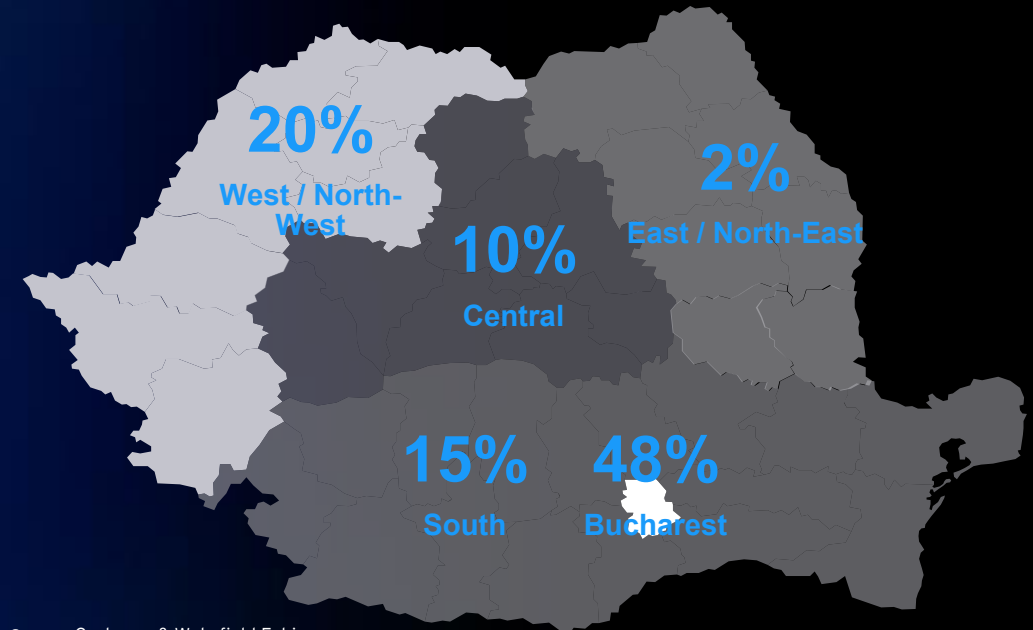 20%
West / North-
West
2%
East / North-East
10%
Central
15%
South
48%
Bucharest